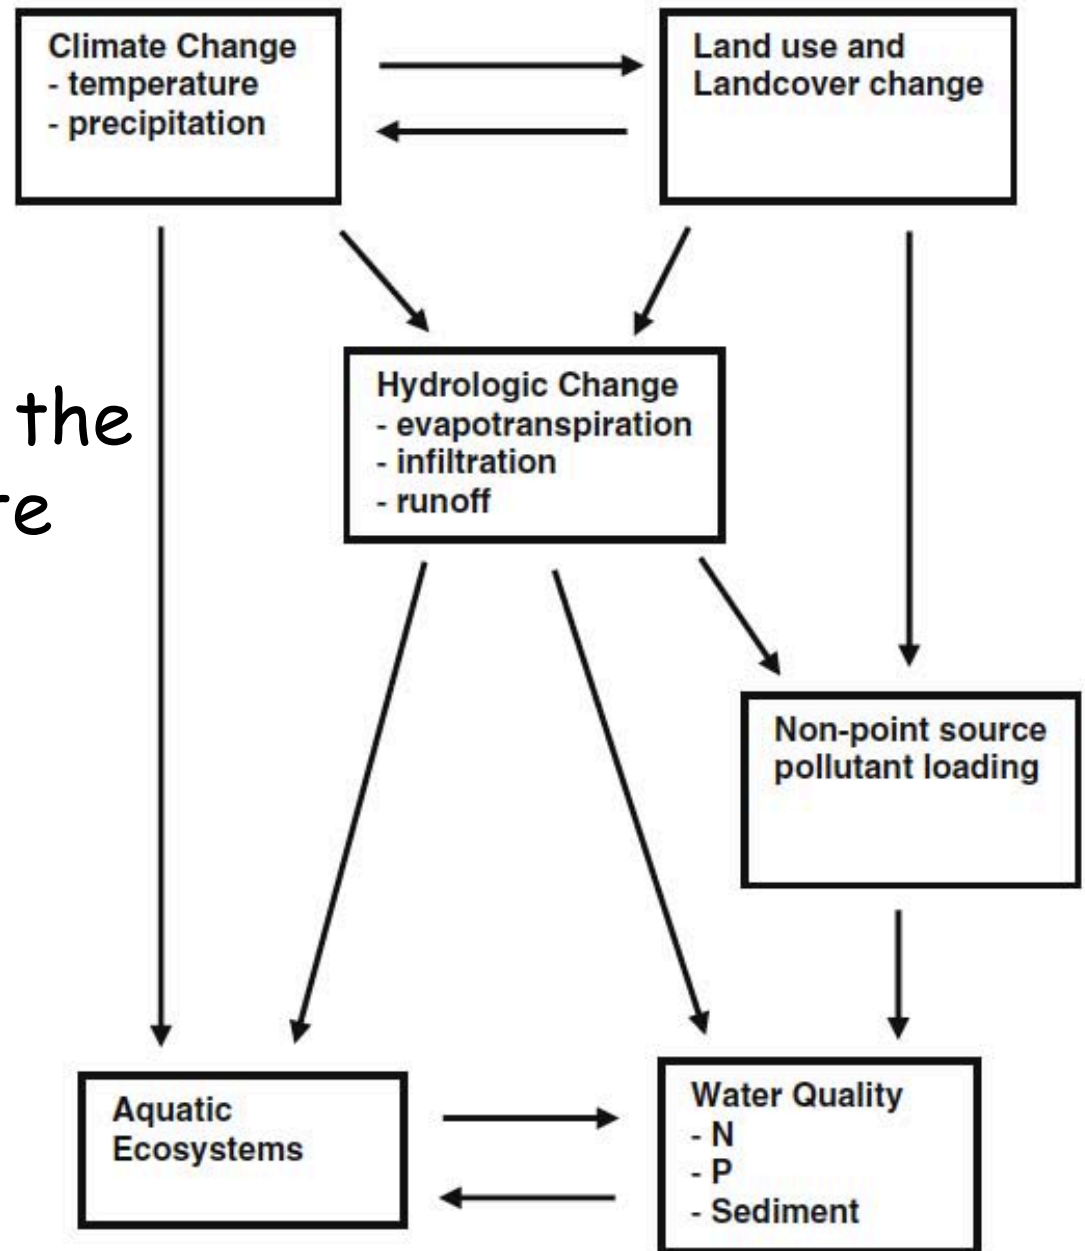 Climate Change
- temperature
- precipitation
Land use and
Landcover change
the
re
Hydrologic Change
- evapotranspiration
- infiltration
- runoff
Non-point source
pollutant loading
Aquatic
Ecosystems
Water Quality
- N
- P
- Sediment